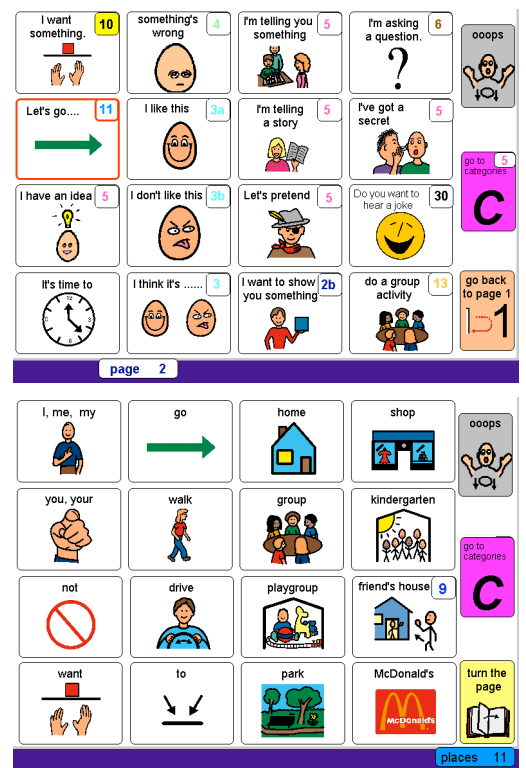 I want
something.
10
something's
wrong
4
I'm telling you
something
5
I'm asking
a question.
6
?
ooops
Let's go....
11
I like this
3a
I'm telling
a story
5
I've got a
secret
5
go to
categories
5
C
I have an idea
5
I don't like this
3b
Let's pretend
5
Do you want to
hear a joke
30
It's time to
12
3
6
9
I think it's ......
3
I want to show
you something
2b
do a group
activity
13
go back
to page 1
1
page 2
I, me, my
go
home
shop
ooops
you, your
walk
group
kindergarten
go to
categories
C
not
drive
playgroup
friend's house
9
want
to
park
McDonald's
McDonald's
turn the
page
places 11